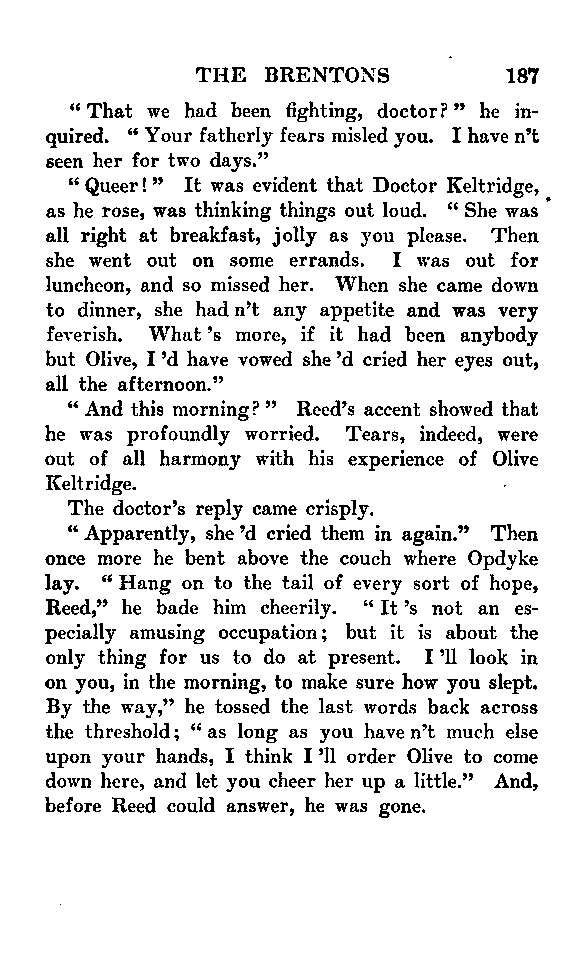 THE BRENTONS 187
“ That we had been fighting, doctor? ” he in-
quired. “ Your fatherly fears misled you. I have n’t
seen her for two days.”
“ Queer! ” It was evident that Doctor Keltridge,
as he rose, was thinking things out loud. “ She was
all right at breakfast, jolly as you please. Then
she went out on some errands. I was out for
luncheon, and so missed her. When she came down
to dinner, she had n’t any appetite and was very
feverish. What ’s more, if it had been anybody
but Olive, I ’d have vowed she ’d cried her eyes out,
all the afternoon.”
“ And this morning? ” Reed’s accent showed that
he was profoundly worried. Tears, indeed, were
out of all harmony with his experience of Olive
Keltridge.
The doctor’s reply came crisply.
“ Apparently, she ’d cried them in again.” Then
once more he bent above the couch where Opdyke
lay. “ Hang on to the tail of every sort of hope,
Reed,” he bade him cheerily. “ It ’s not an es-
pecially amusing occupation; but it is about the
only thing for us to do at present. I ’ll look in
on you, in the morning, to make sure how you slept.
By the way,” he tossed the last words back across
the threshold; “ as long as you have n’t much else
upon your hands, I think I ’ll order Olive to come
down here, and let you cheer her up a little.” And,
before Reed could answer, he was gone.